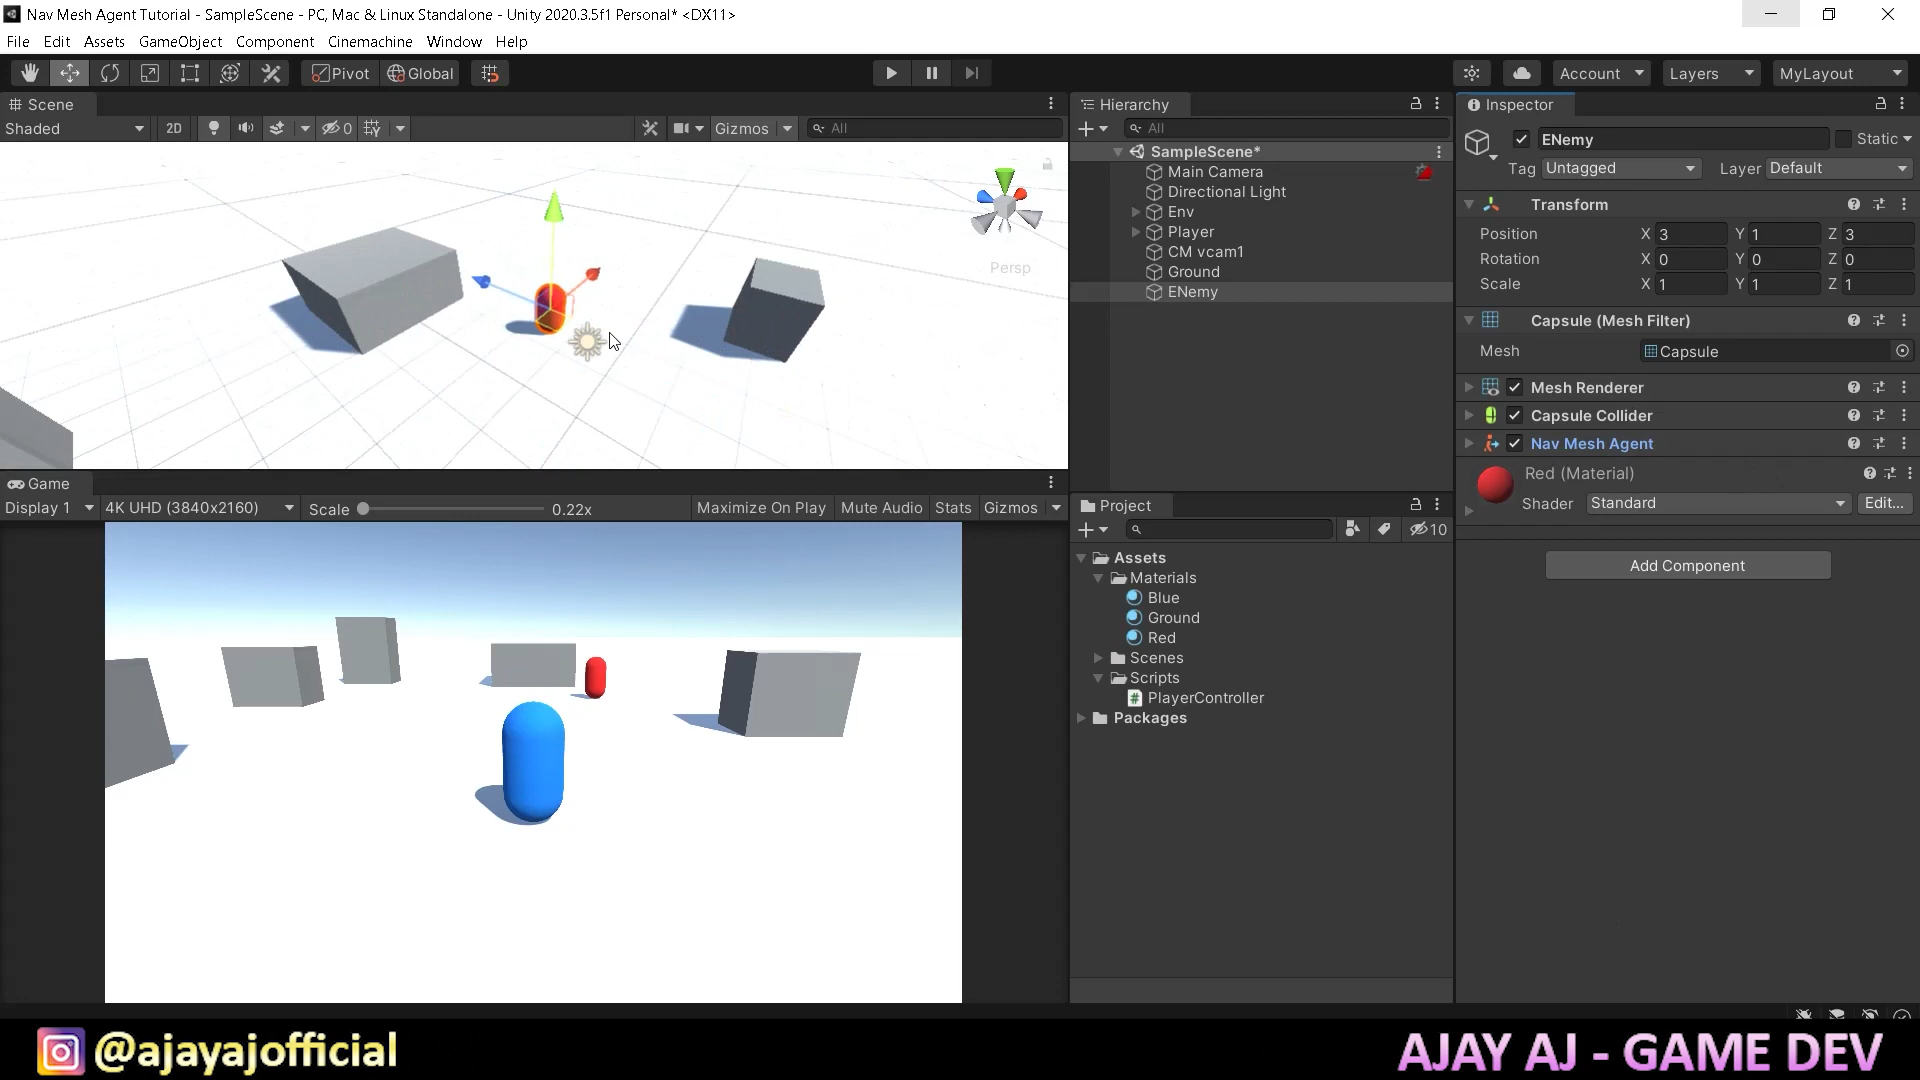 Nav Mesh Agent Tutorial - SampleScene - PC, Mac & Linux Standalone - Unity 2020.3.5f1 Personal* <DX11>
File Edit Assets GameObject Component Cinemachine Window Help
Pivot Global Account Layers MyLayout
Scene
Shaded 2D 0 Gizmos All
Persp
Game
Display 1 4K UHD (3840x2160) Scale 0.22x Maximize On Play Mute Audio Stats Gizmos
Hierarchy
All
SampleScene*
Main Camera
Directional Light
Env
Player
CM vcam1
Ground
ENemy
Project
10
Assets
Materials
Blue
Ground
Red
Scenes
Scripts
PlayerController
Packages
Inspector
ENemy Static
Tag Untagged Layer Default
Transform
Position X 3 Y 1 Z 3
Rotation X 0 Y 0 Z 0
Scale X 1 Y 1 Z 1
Capsule (Mesh Filter)
Mesh Capsule
Mesh Renderer
Capsule Collider
Nav Mesh Agent
Red (Material)
Shader Standard Edit...
Add Component
@ajayajofficial
AJAY AJ - GAME DEV